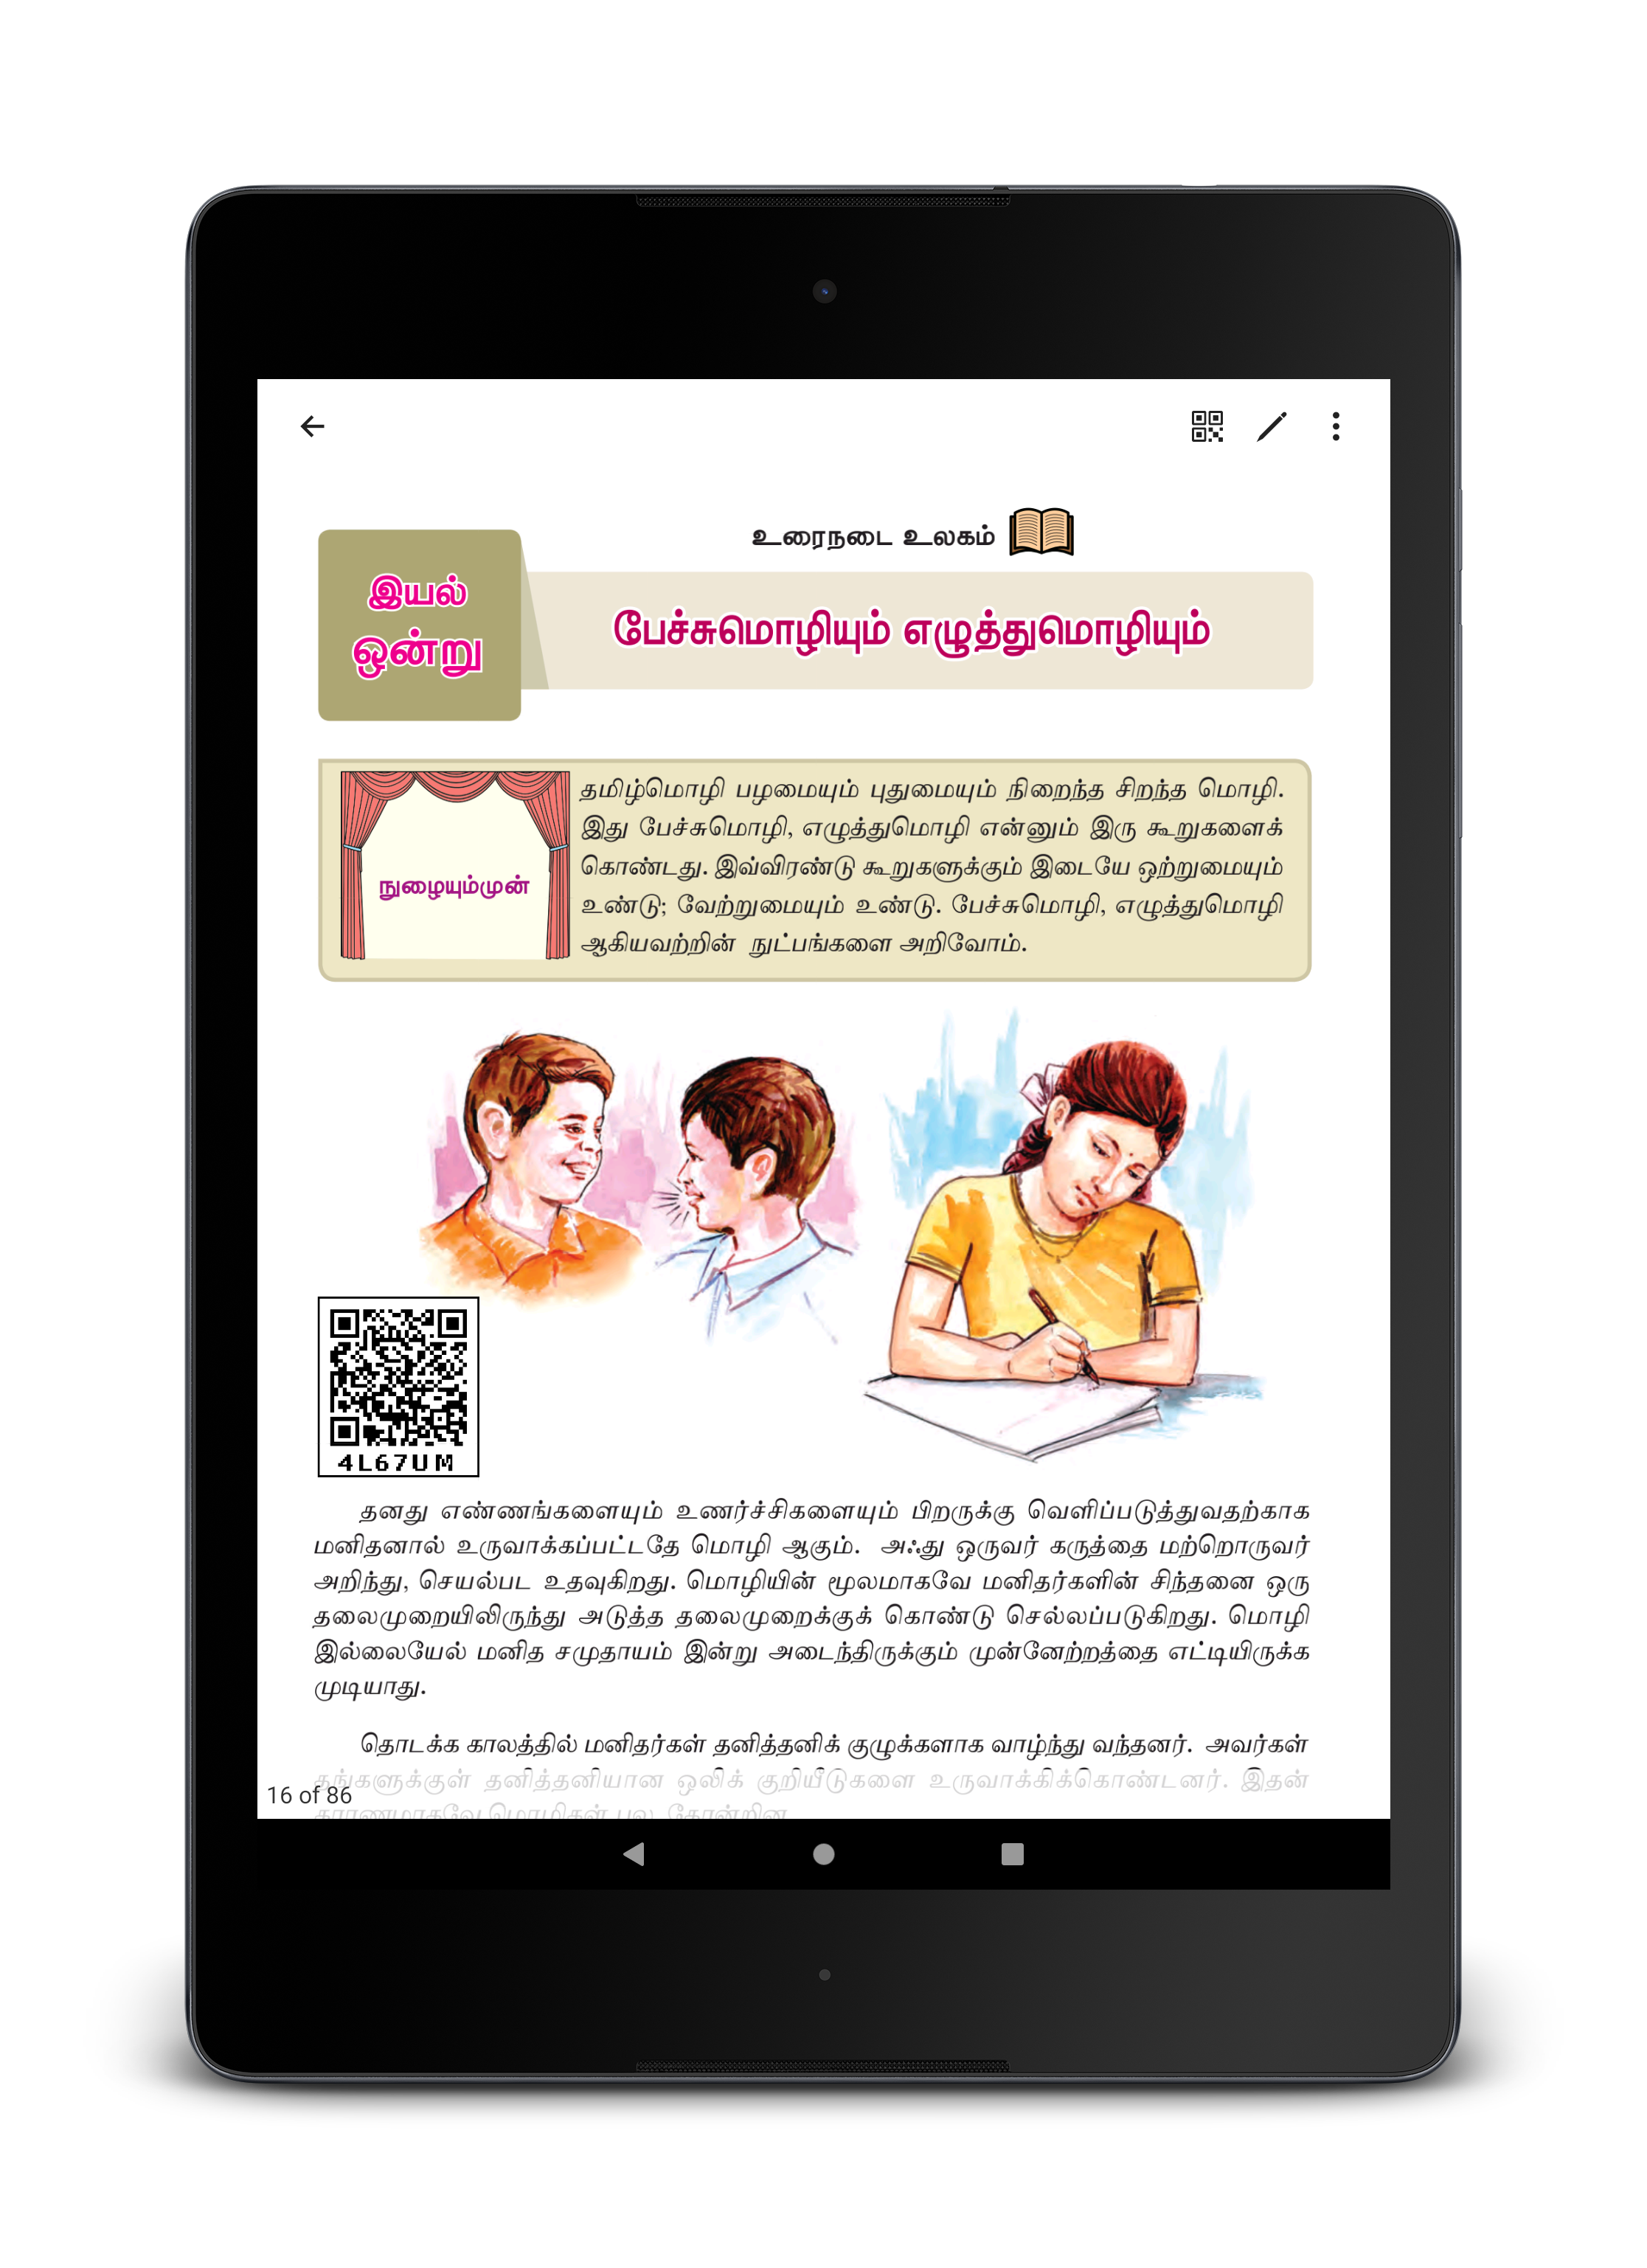 உரைநடை உலகம்
இயல்
ஒன்று
பேச்சுமொழியும் எழுத்துமொழியும்
நுழையும்முன்
தமிழ்மொழி பழமையும் புதுமையும் நிறைந்த சிறந்த மொழி.
இது பேச்சுமொழி, எழுத்துமொழி என்னும் இரு கூறுகளைக்
கொண்டது. இவ்விரண்டு கூறுகளுக்கும் இடையே ஒற்றுமையும்
உண்டு; வேற்றுமையும் உண்டு. பேச்சுமொழி, எழுத்துமொழி
ஆகியவற்றின் நுட்பங்களை அறிவோம்.
4L67UM
தனது எண்ணங்களையும் உணர்ச்சிகளையும் பிறருக்கு வெளிப்படுத்துவதற்காக
மனிதனால் உருவாக்கப்பட்டதே மொழி ஆகும். அஃது ஒருவர் கருத்தை மற்றொருவர்
அறிந்து, செயல்பட உதவுகிறது. மொழியின் மூலமாகவே மனிதர்களின் சிந்தனை ஒரு
தலைமுறையிலிருந்து அடுத்த தலைமுறைக்குக் கொண்டு செல்லப்படுகிறது. மொழி
இல்லையேல் மனித சமுதாயம் இன்று அடைந்திருக்கும் முன்னேற்றத்தை எட்டியிருக்க
முடியாது.
தொடக்க காலத்தில் மனிதர்கள் தனித்தனிக் குழுக்களாக வாழ்ந்து வந்தனர். அவர்கள்
தங்களுக்குள் தனித்தனியான ஒலிக் குறியீடுகளை உருவாக்கிக்கொண்டனர். இதன்
காரணமாகவே மொழிகள் பல தோன்றின
16 of 86